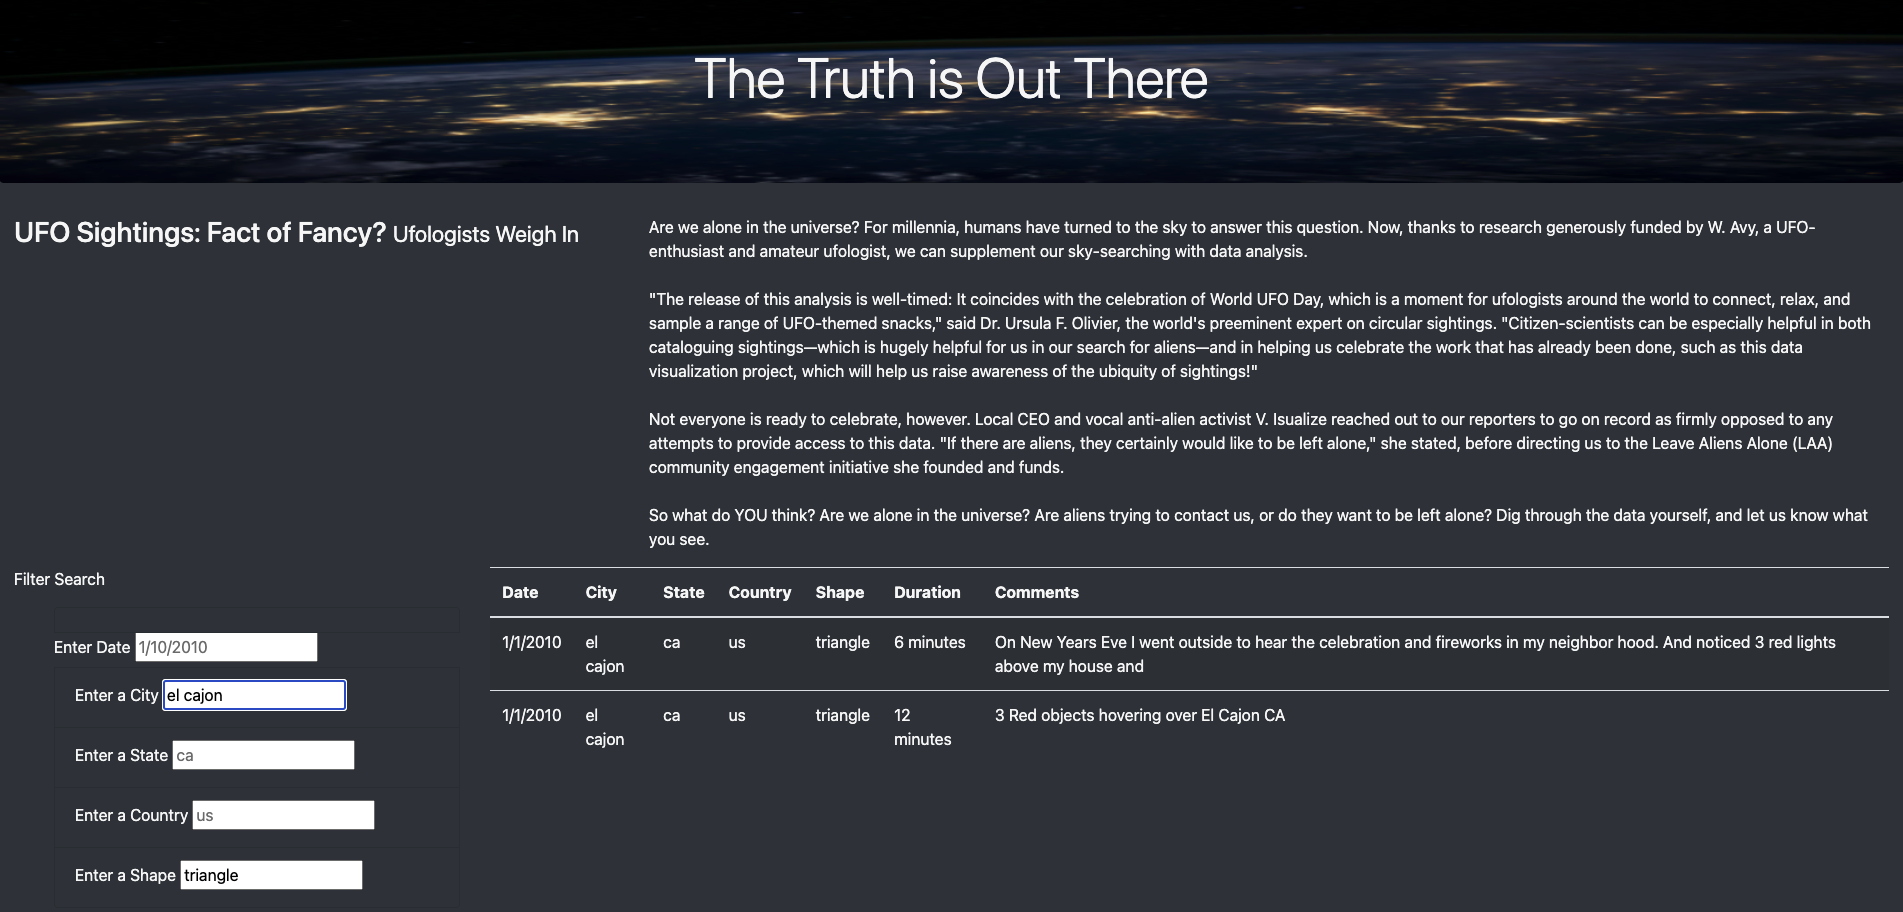 The Truth is Out There
UFO Sightings: Fact of Fancy? Ufologists Weigh In
Are we alone in the universe? For millennia, humans have turned to the sky to answer this question. Now, thanks to research generously funded by W. Avy, a UFO-
enthusiast and amateur ufologist, we can supplement our sky-searching with data analysis.
"The release of this analysis is well-timed: It coincides with the celebration of World UFO Day, which is a moment for ufologists around the world to connect, relax, and
sample a range of UFO-themed snacks," said Dr. Ursula F. Olivier, the world's preeminent expert on circular sightings. "Citizen-scientists can be especially helpful in both
cataloguing sightings—which is hugely helpful for us in our search for aliens—and in helping us celebrate the work that has already been done, such as this data
visualization project, which will help us raise awareness of the ubiquity of sightings!"
Not everyone is ready to celebrate, however. Local CEO and vocal anti-alien activist V. Isualize reached out to our reporters to go on record as firmly opposed to any
attempts to provide access to this data. "If there are aliens, they certainly would like to be left alone," she stated, before directing us to the Leave Aliens Alone (LAA)
community engagement initiative she founded and funds.
So what do YOU think? Are we alone in the universe? Are aliens trying to contact us, or do they want to be left alone? Dig through the data yourself, and let us know what
you see.
Filter Search
Enter Date 1/10/2010
Enter a City el cajon
Enter a State ca
Enter a Country us
Enter a Shape triangle
Date City State Country Shape Duration Comments
1/1/2010 el cajon ca us triangle 6 minutes On New Years Eve I went outside to hear the celebration and fireworks in my neighbor hood. And noticed 3 red lights
above my house and
1/1/2010 el cajon ca us triangle 12 minutes 3 Red objects hovering over El Cajon CA